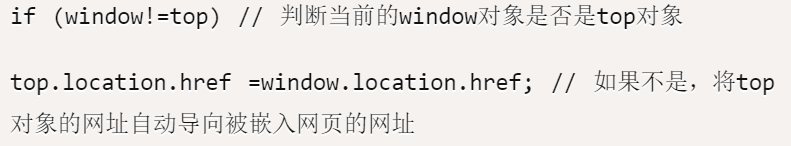 if (window!=top) // 判断当前的window对象是否是top对象
top.location.href =window.location.href; // 如果不是，将top
对象的网址自动导向被嵌入网页的网址